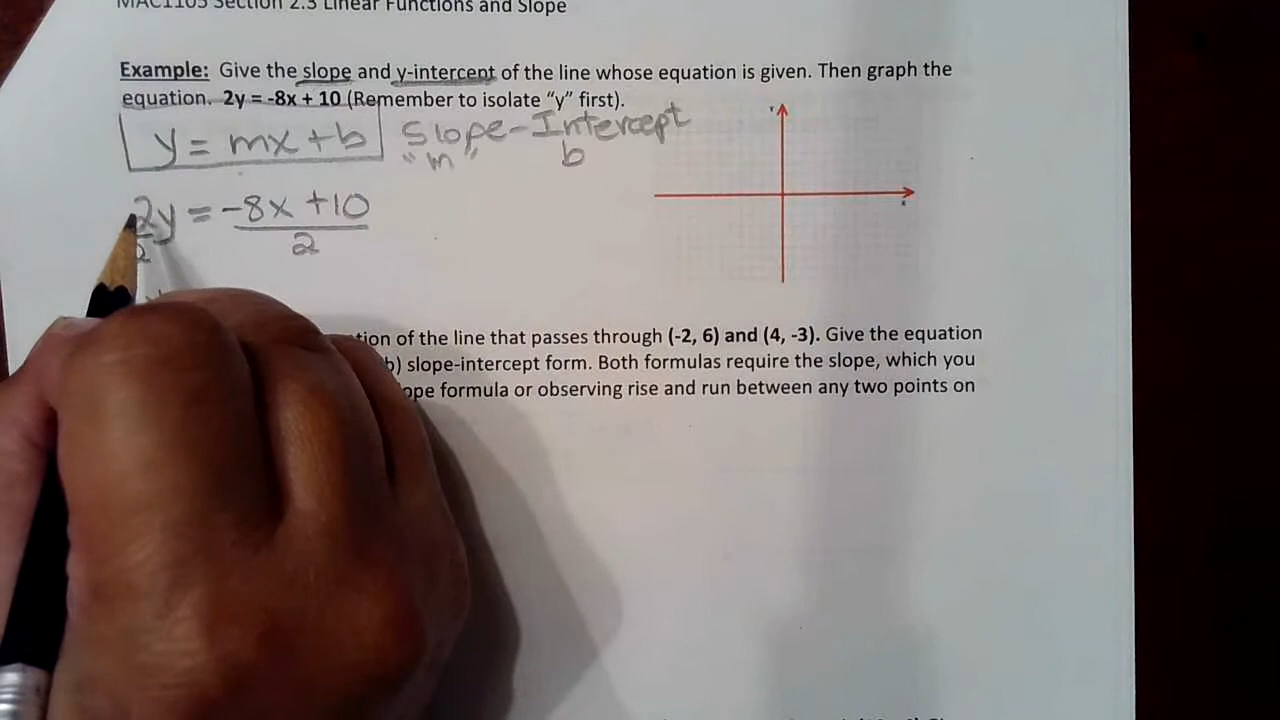 MAC1105 Section 2.3 Linear Functions and Slope
Example: Give the slope and y-intercept of the line whose equation is given. Then graph the
equation. 2y = -8x + 10 (Remember to isolate “y” first).
y = mx + b Slope-Intercept
"m" b
2y = -8x + 10
2 2
of the line that passes through (-2, 6) and (4, -3). Give the equation
b) slope-intercept form. Both formulas require the slope, which you
formula or observing rise and run between any two points on